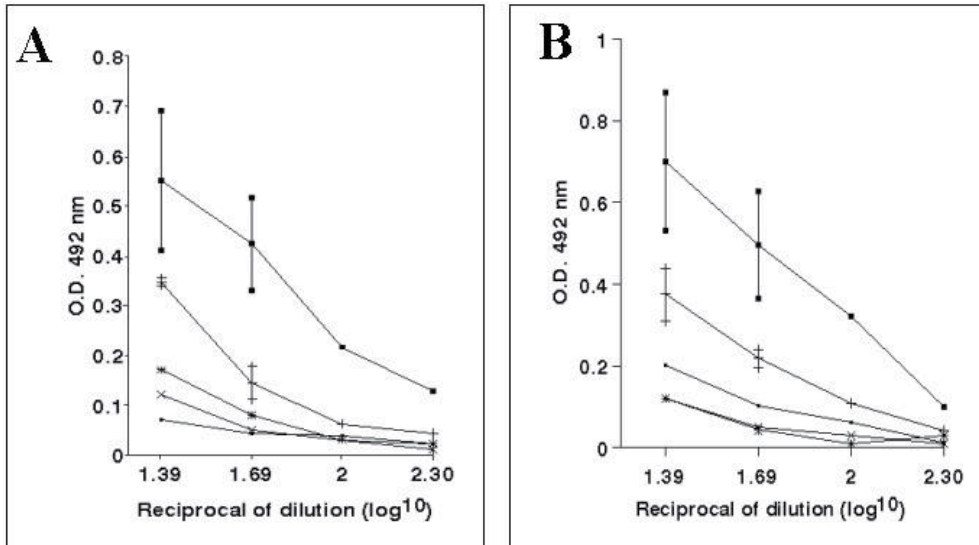 A
0.8
0.7
0.6
0.5
0.4
0.3
0.2
0.1
0
O.D. 492 nm
1.39 1.69 2 2.30
Reciprocal of dilution (log10)
B
1
0.8
0.6
0.4
0.2
0
O.D. 492 nm
1.39 1.69 2 2.30
Reciprocal of dilution (log10)